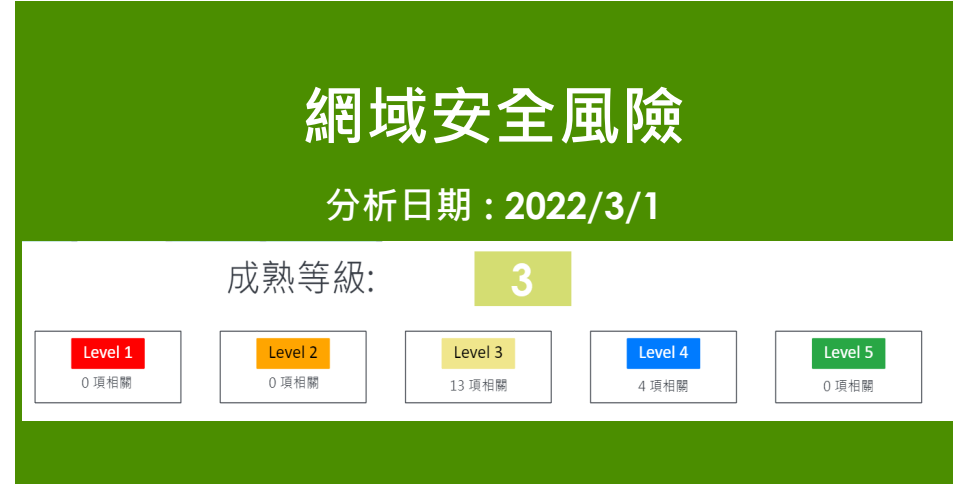 網域安全風險
分析日期：2022/3/1
成熟等級: 3
Level 1 Level 2 Level 3 Level 4 Level 5
0 項相關 0 項相關 13 項相關 4 項相關 0 項相關